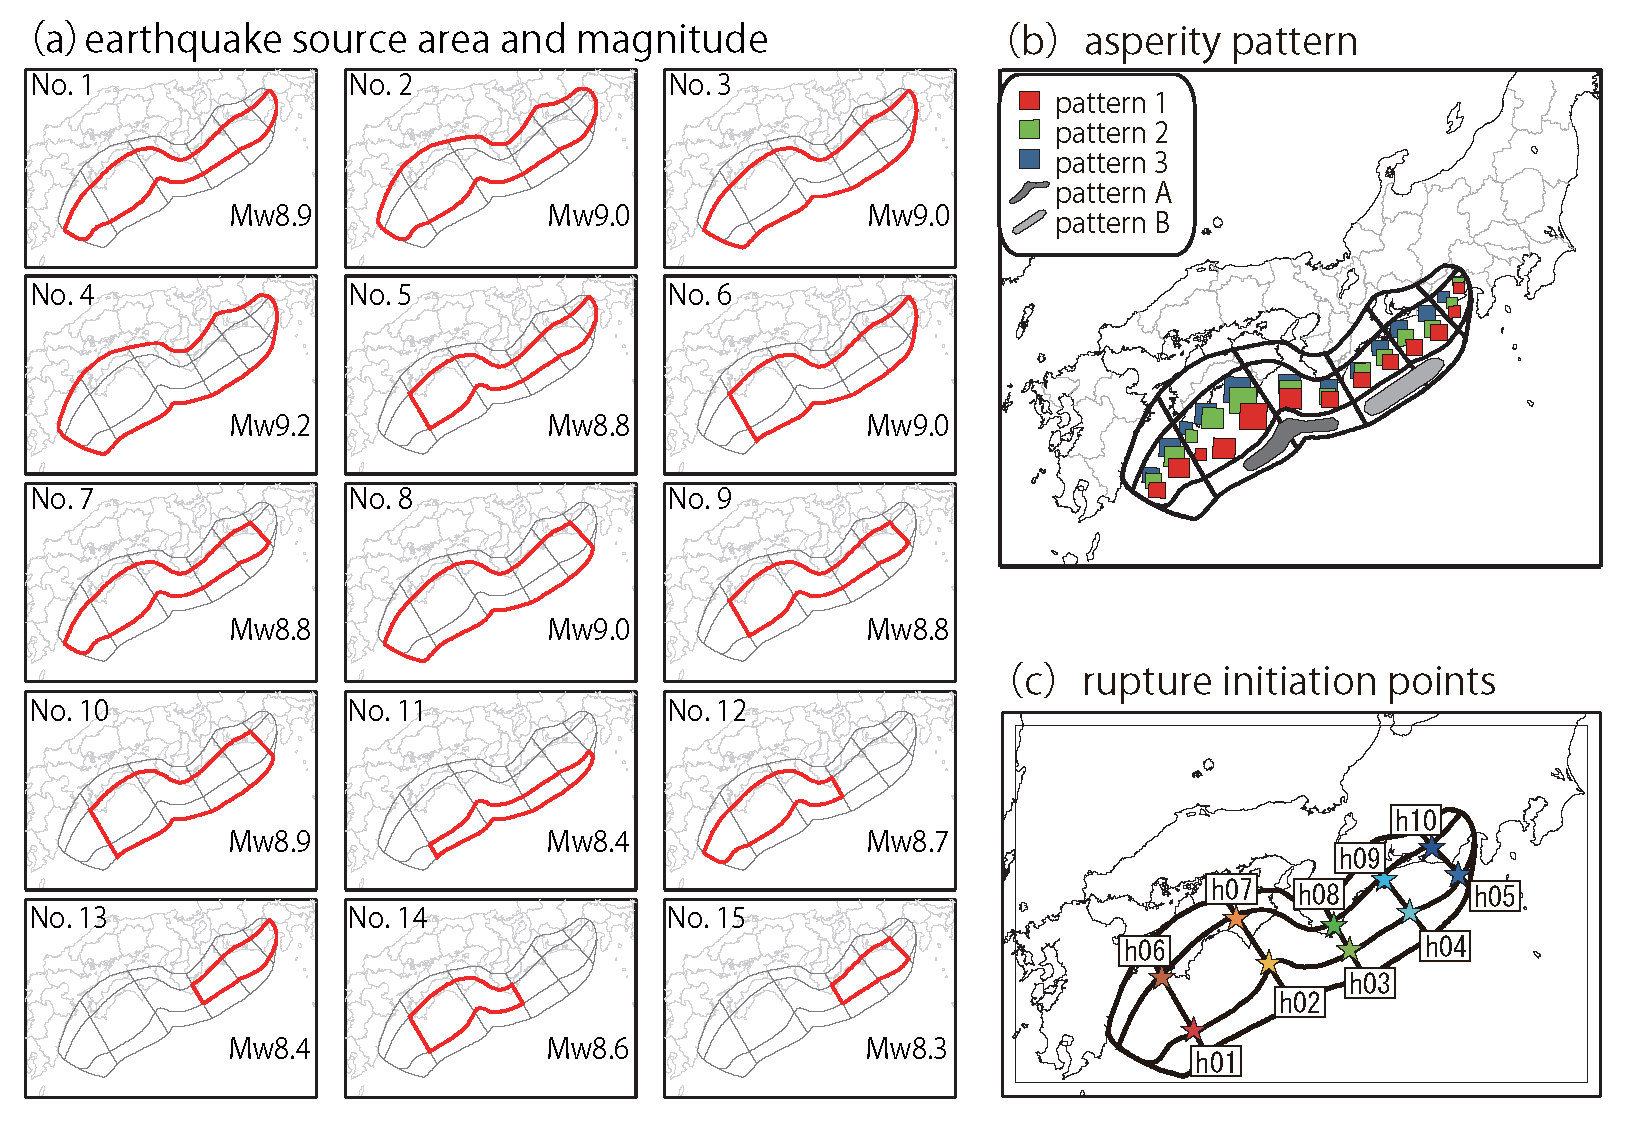 (a) earthquake source area and magnitude
No. 1
Mw8.9
No. 2
Mw9.0
No. 3
Mw9.0
No. 4
Mw9.2
No. 5
Mw8.8
No. 6
Mw9.0
No. 7
Mw8.8
No. 8
Mw9.0
No. 9
Mw8.8
No. 10
Mw8.9
No. 11
Mw8.4
No. 12
Mw8.7
No. 13
Mw8.4
No. 14
Mw8.6
No. 15
Mw8.3
(b) asperity pattern
pattern 1
pattern 2
pattern 3
pattern A
pattern B
(c) rupture initiation points
h10
h09
h07
h08
h05
h06
h04
h03
h02
h01